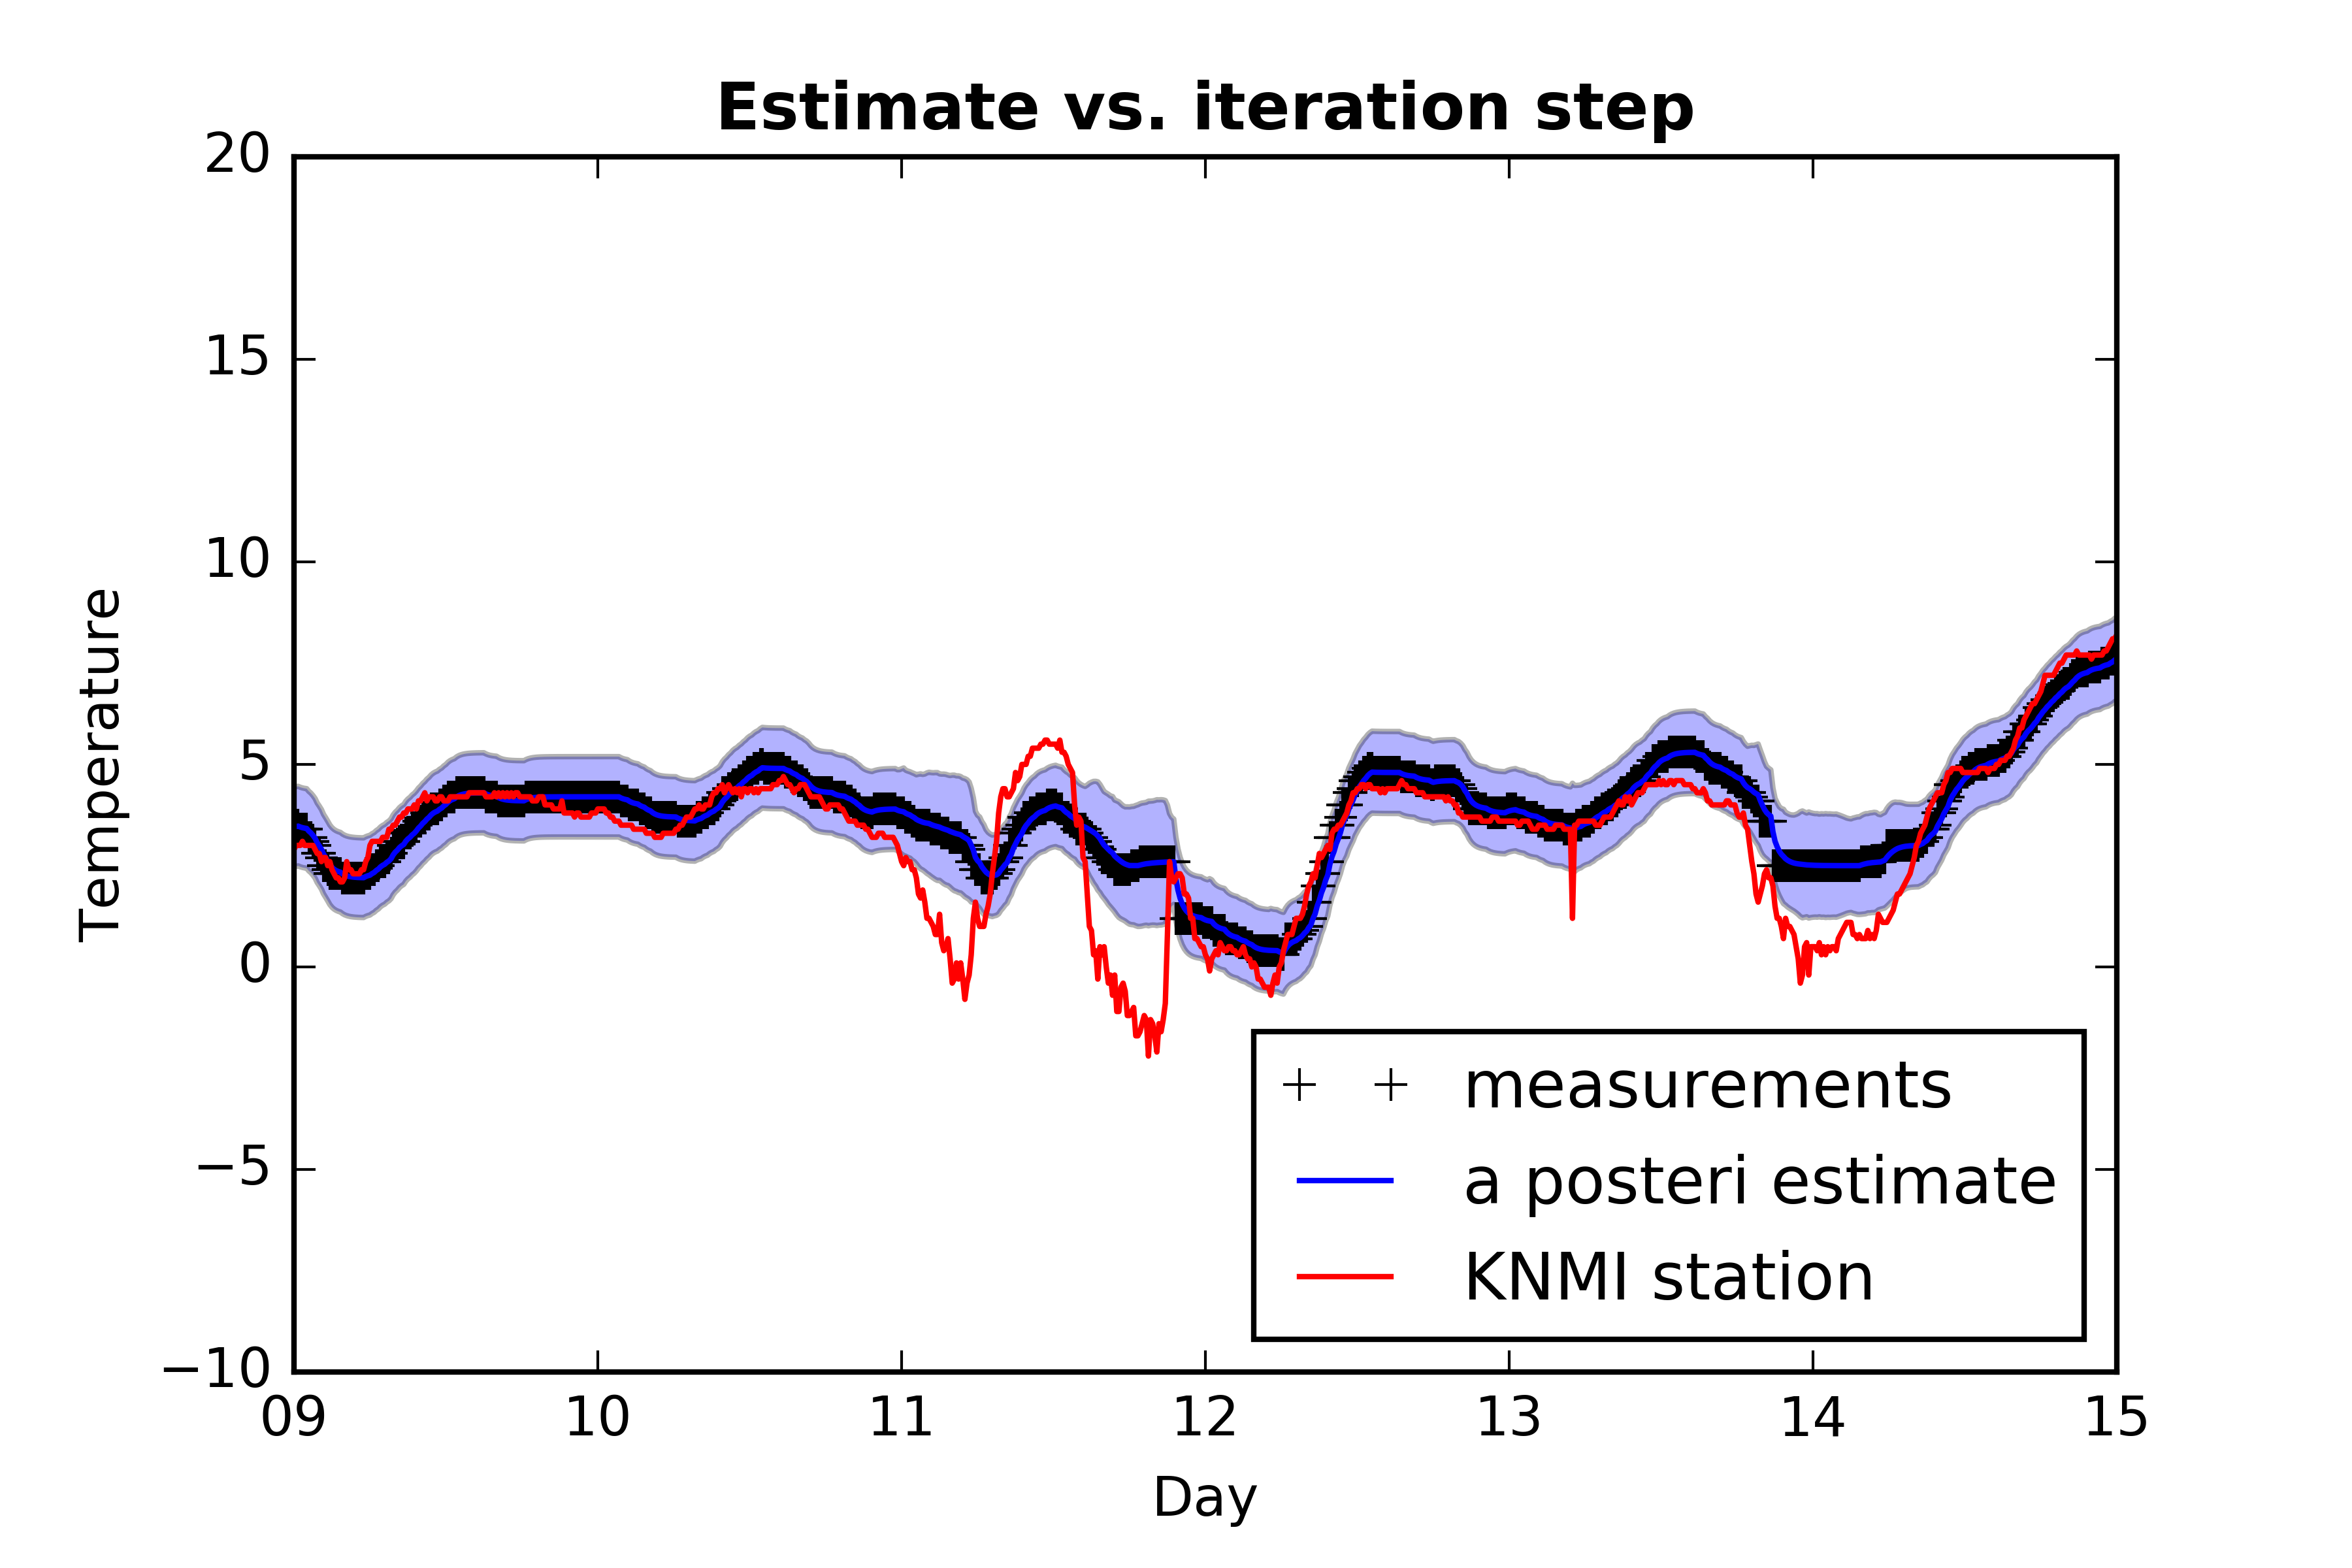 Estimate vs. iteration step
20
15
10
5
0
−5
−10
Temperature
09 10 11 12 13 14 15
Day
measurements
a posteri estimate
KNMI station